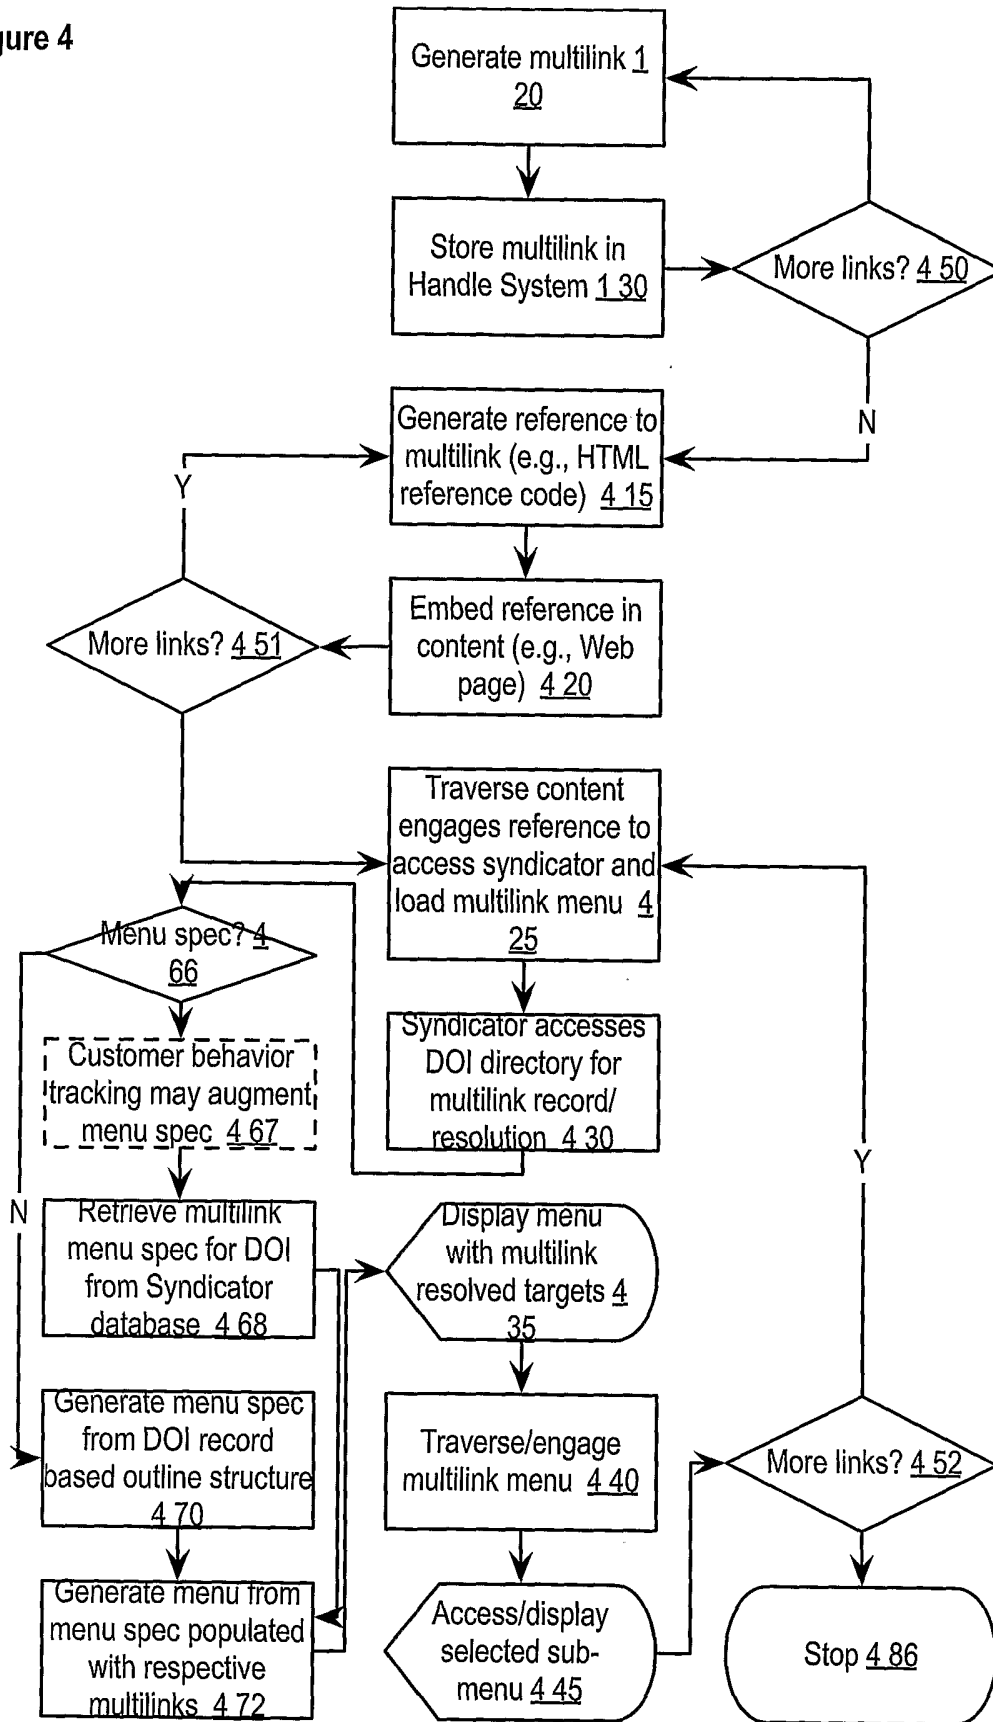 gure 4
Generate multilink 1
20
Store multilink in
Handle System 1 30
More links? 4 50
N
Generate reference to
multilink (e.g., HTML
reference code) 4 15
Y
Embed reference in
content (e.g., Web
page) 4 20
More links? 4 51
Traverse content
engages reference to
access syndicator and
load multilink menu 4
25
Menu spec? 4
66
Syndicator accesses
DOI directory for
multilink record/
resolution 4 30
Customer behavior
tracking may augment
menu spec 4 67
Y
N
Retrieve multilink
menu spec for DOI
from Syndicator
database 4 68
Display menu
with multilink
resolved targets 4
35
Generate menu spec
from DOI record
based outline structure
4 70
Traverse/engage
multilink menu 4 40
More links? 4 52
Generate menu from
menu spec populated
with respective
multilinks 4 72
Access/display
selected sub-
menu 4 45
Stop 4 86